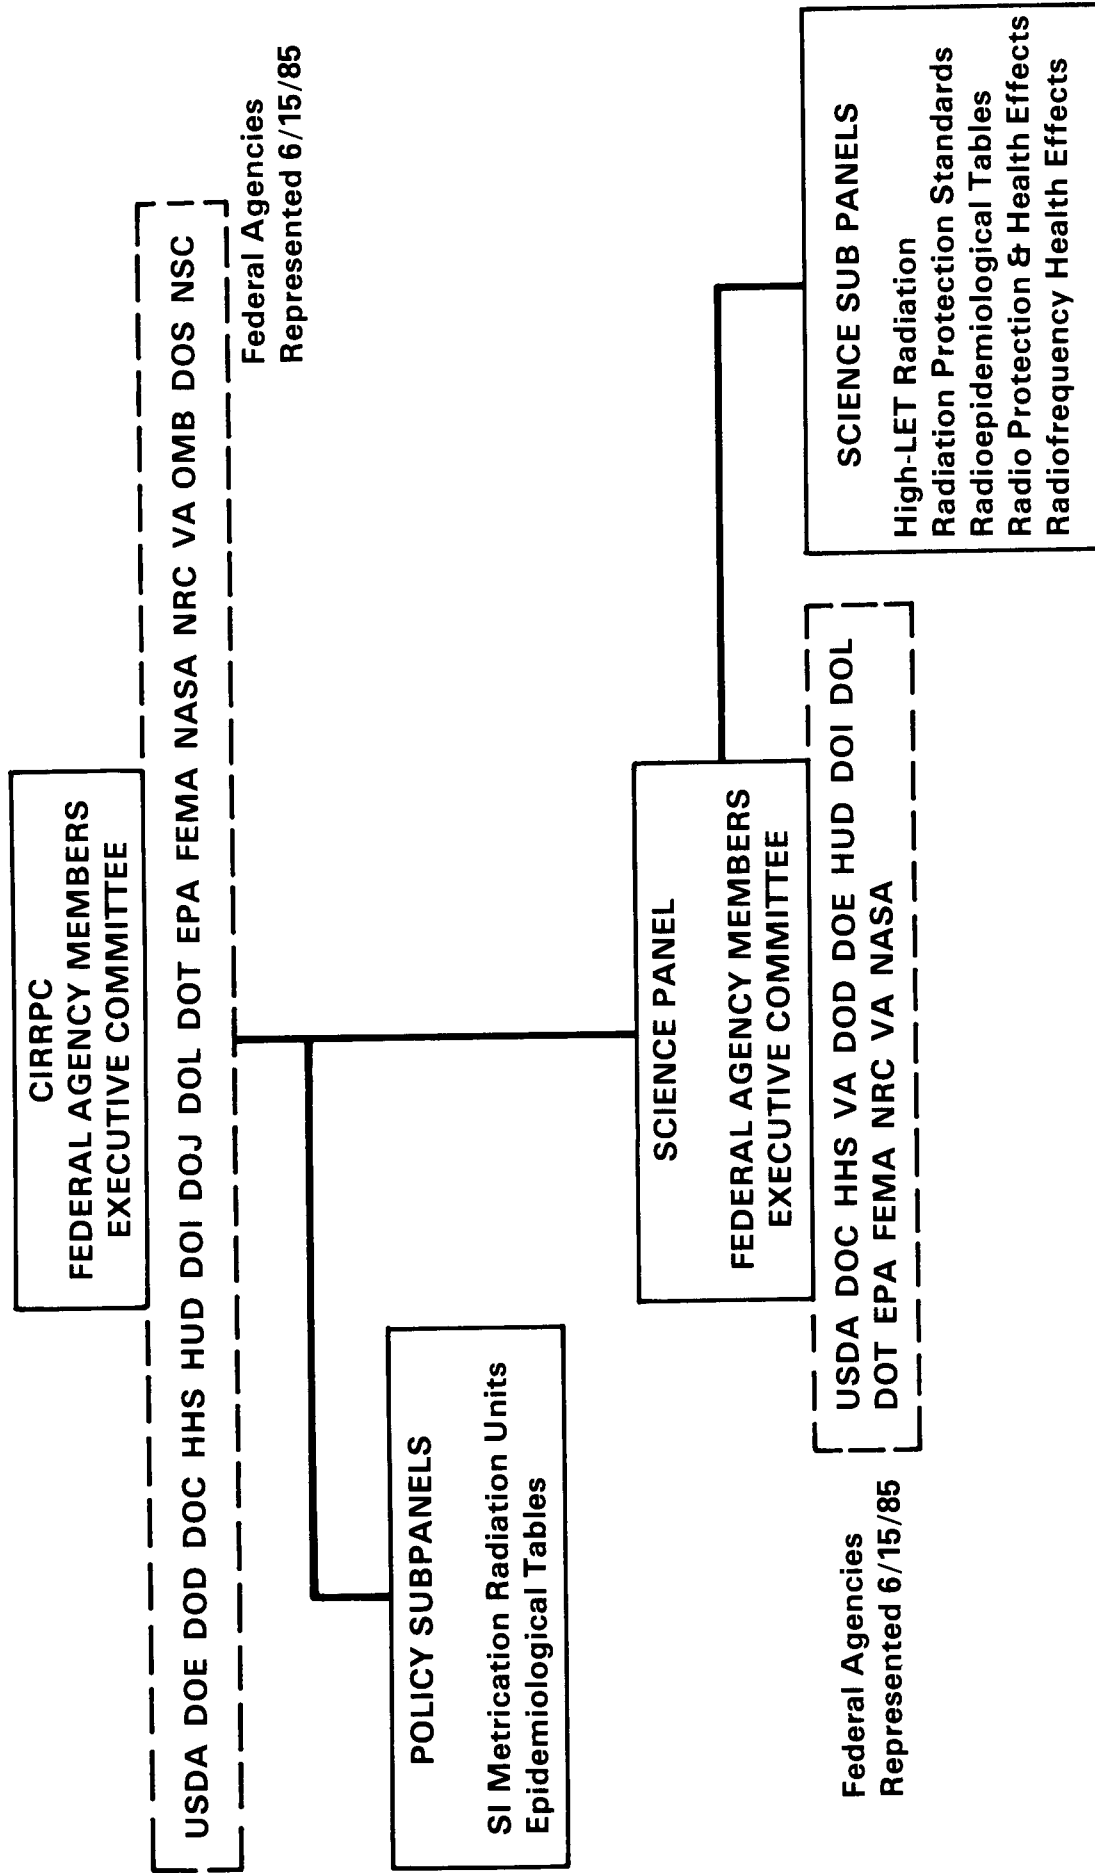 CIRRPC
FEDERAL AGENCY MEMBERS
EXECUTIVE COMMITTEE
USDA DOE DOD DOC HHS HUD DOI DOJ DOL DOT EPA FEMA NASA NRC VA OMB DOS NSC
Federal Agencies
Represented 6/15/85
POLICY SUBPANELS
SI Metrication Radiation Units
Epidemiological Tables
SCIENCE PANEL
FEDERAL AGENCY MEMBERS
EXECUTIVE COMMITTEE
USDA DOC HHS VA DOD DOE HUD DOI DOL
DOT EPA FEMA NRC VA NASA
Federal Agencies
Represented 6/15/85
SCIENCE SUB PANELS
High-LET Radiation
Radiation Protection Standards
Radioepidemiological Tables
Radio Protection & Health Effects
Radiofrequency Health Effects